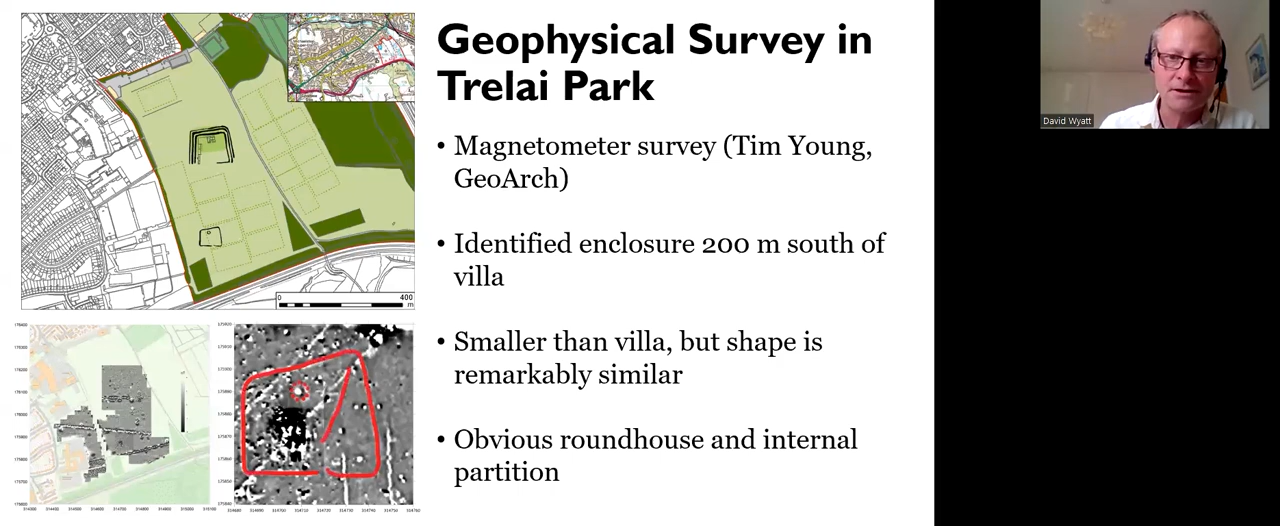 Geophysical Survey in
Trelai Park
• Magnetometer survey (Tim Young,
GeoArch)
• Identified enclosure 200 m south of
villa
• Smaller than villa, but shape is
remarkably similar
• Obvious roundhouse and internal
partition
0 400
m
David Wyatt